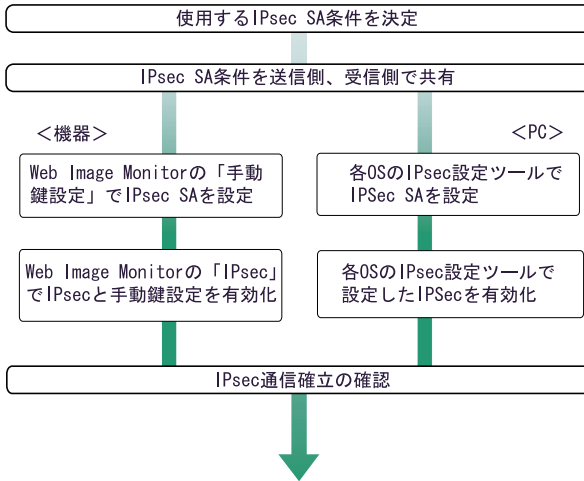 使用するIPsec SA条件を決定
IPsec SA条件を送信側、受信側で共有
＜機器＞
＜PC＞
Web Image Monitorの「手動
鍵設定」でIPsec SAを設定
各OSのIPsec設定ツールで
IPSec SAを設定
Web Image Monitorの「IPsec」
でIPsecと手動鍵設定を有効化
各OSのIPsec設定ツールで
設定したIPSecを有効化
IPsec通信確立の確認